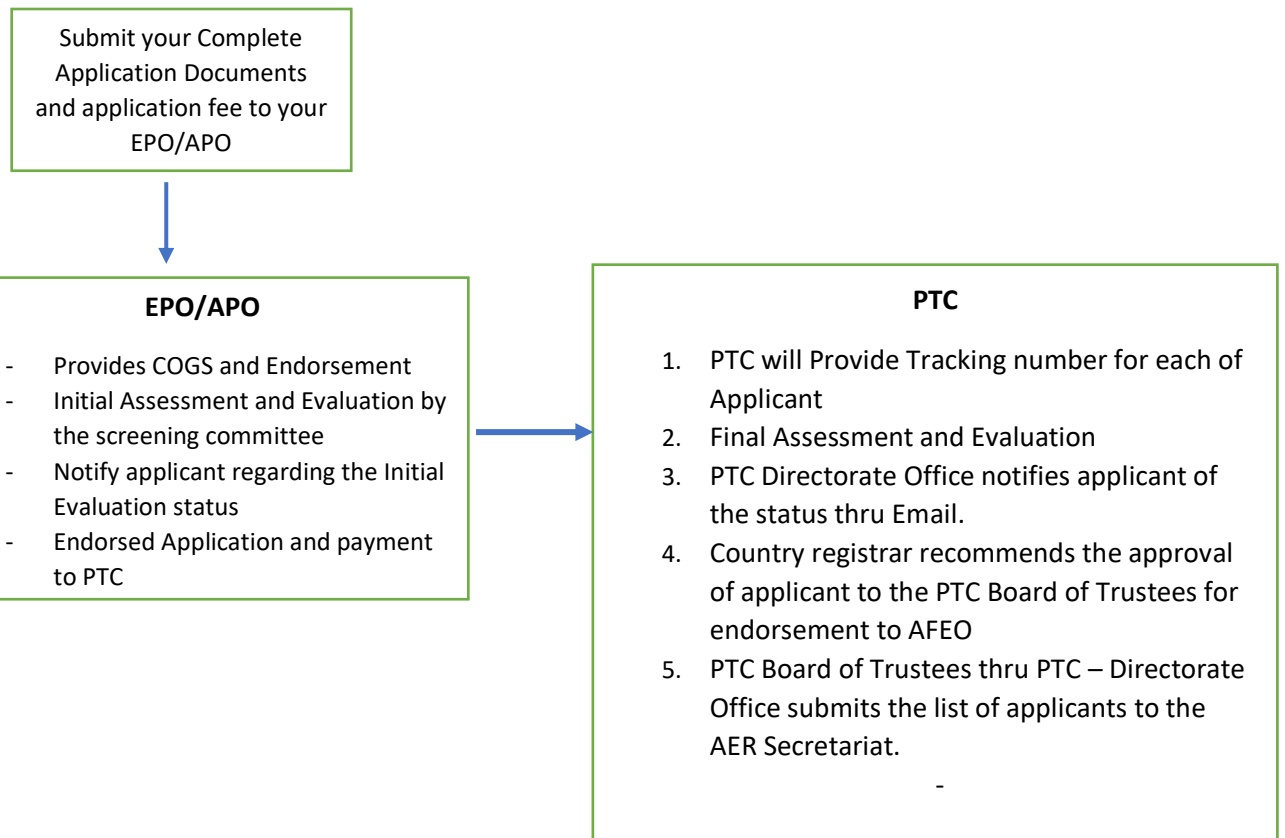 Submit your Complete
Application Documents
and application fee to your
EPO/APO
EPO/APO
- Provides COGS and Endorsement
- Initial Assessment and Evaluation by
the screening committee
- Notify applicant regarding the Initial
Evaluation status
- Endorsed Application and payment
to PTC
PTC
1. PTC will Provide Tracking number for each of
Applicant
2. Final Assessment and Evaluation
3. PTC Directorate Office notifies applicant of
the status thru Email.
4. Country registrar recommends the approval
of applicant to the PTC Board of Trustees for
endorsement to AFEO
5. PTC Board of Trustees thru PTC – Directorate
Office submits the list of applicants to the
AER Secretariat.
-